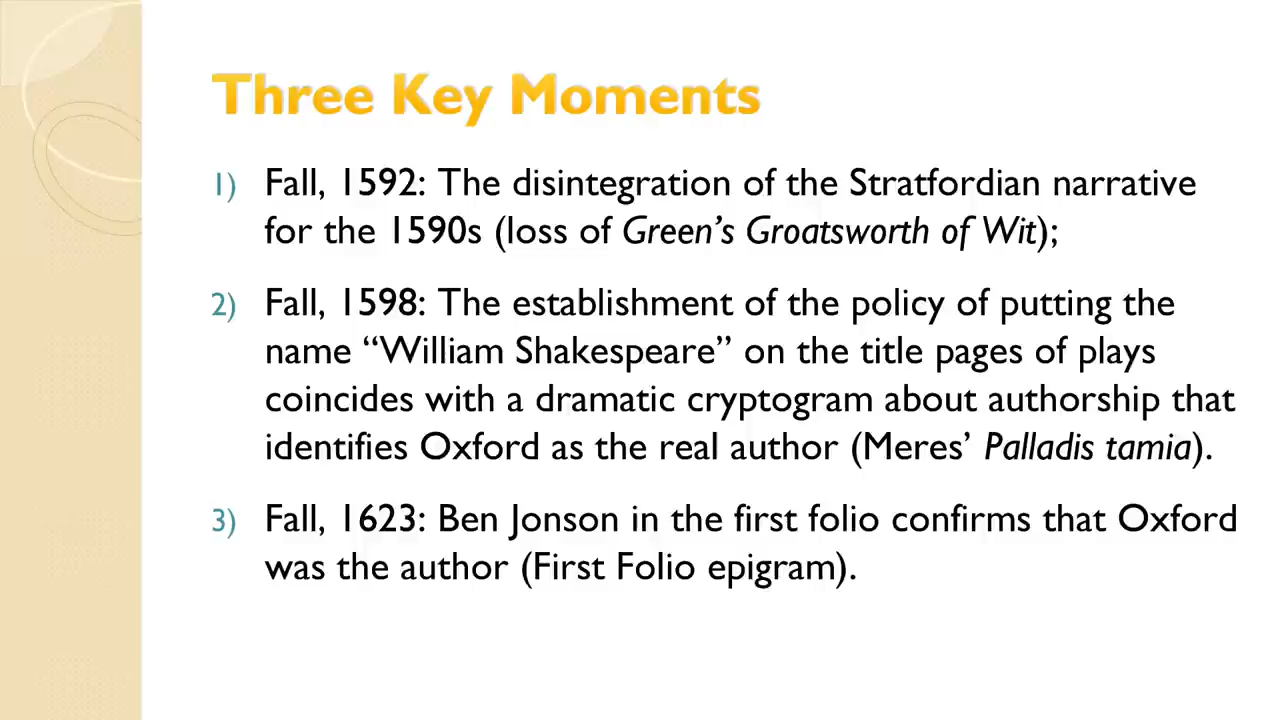 Three Key Moments
1) Fall, 1592: The disintegration of the Stratfordian narrative
for the 1590s (loss of Green’s Groatsworth of Wit);
2) Fall, 1598: The establishment of the policy of putting the
name “William Shakespeare” on the title pages of plays
coincides with a dramatic cryptogram about authorship that
identifies Oxford as the real author (Meres’ Palladis tamia).
3) Fall, 1623: Ben Jonson in the first folio confirms that Oxford
was the author (First Folio epigram).